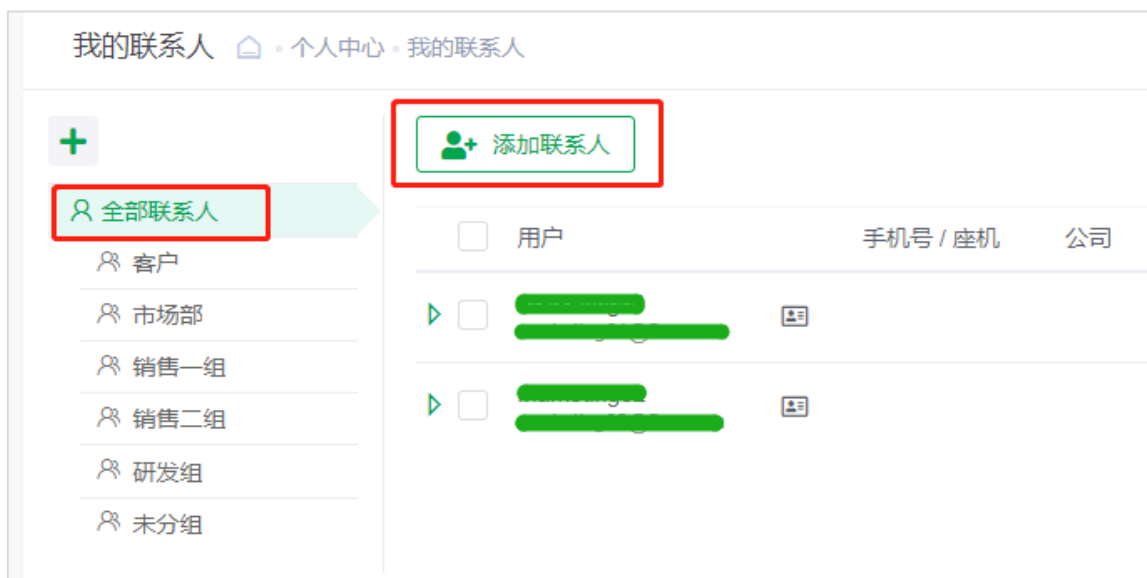 我的联系人 个人中心 我的联系人
添加联系人
全部联系人
客户
市场部
销售一组
销售二组
研发组
未分组
用户 手机号 / 座机 公司